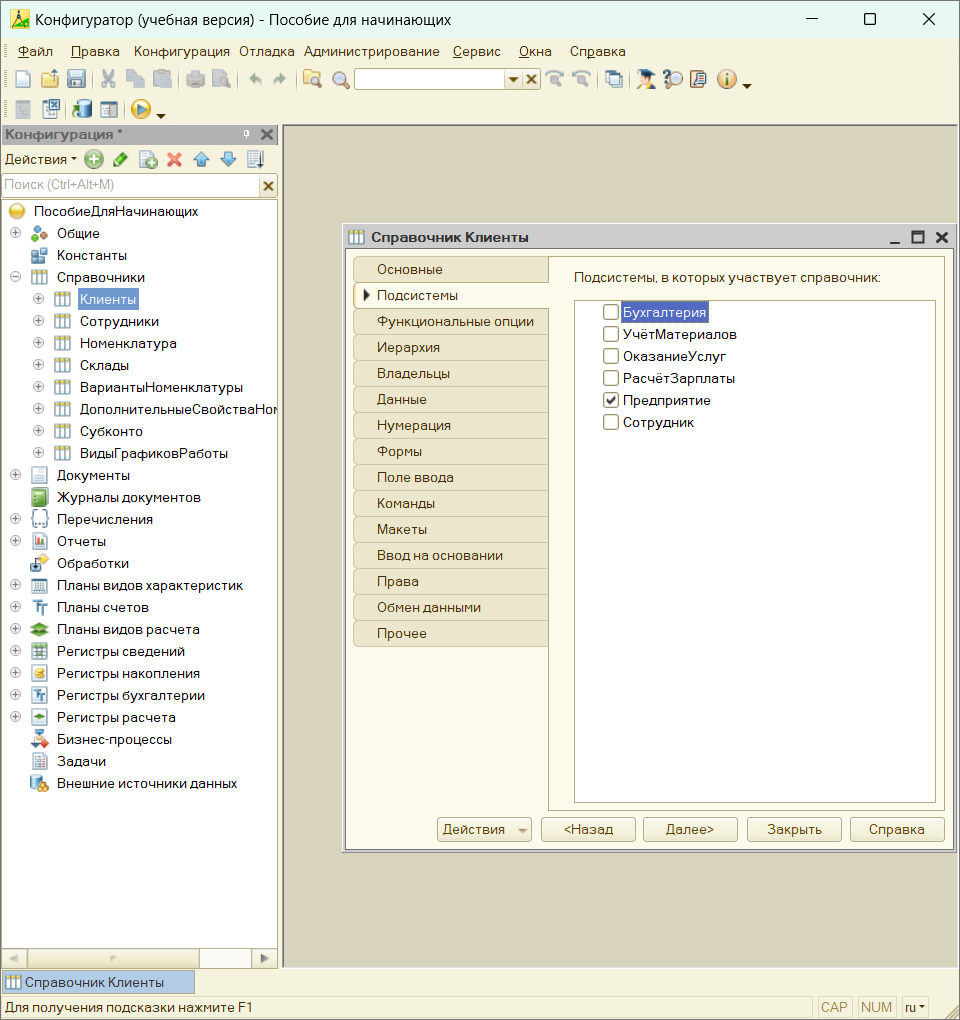 Конфигуратор (учебная версия) - Пособие для начинающих
Файл Правка Конфигурация Отладка Администрирование Сервис Окна Справка
Конфигурация *
Действия
Поиск (Ctrl+Alt+M)
ПособиеДляНачинающих
Общие
Константы
Справочники
Клиенты
Сотрудники
Номенклатура
Склады
ВариантыНоменклатуры
ДополнительныеСвойстваНом
Субконто
ВидыГрафиковРаботы
Документы
Журналы документов
Перечисления
Отчеты
Обработки
Планы видов характеристик
Планы счетов
Планы видов расчета
Регистры сведений
Регистры накопления
Регистры бухгалтерии
Регистры расчета
Бизнес-процессы
Задачи
Внешние источники данных
Справочник Клиенты
Основные
Подсистемы
Функциональные опции
Иерархия
Владельцы
Данные
Нумерация
Формы
Поле ввода
Команды
Макеты
Ввод на основании
Права
Обмен данными
Прочее
Подсистемы, в которых участвует справочник:
Бухгалтерия
УчётМатериалов
ОказаниеУслуг
РасчётЗарплаты
Предприятие
Сотрудник
Действия <Назад Далее> Закрыть Справка
Справочник Клиенты
Для получения подсказки нажмите F1 CAP NUM ru